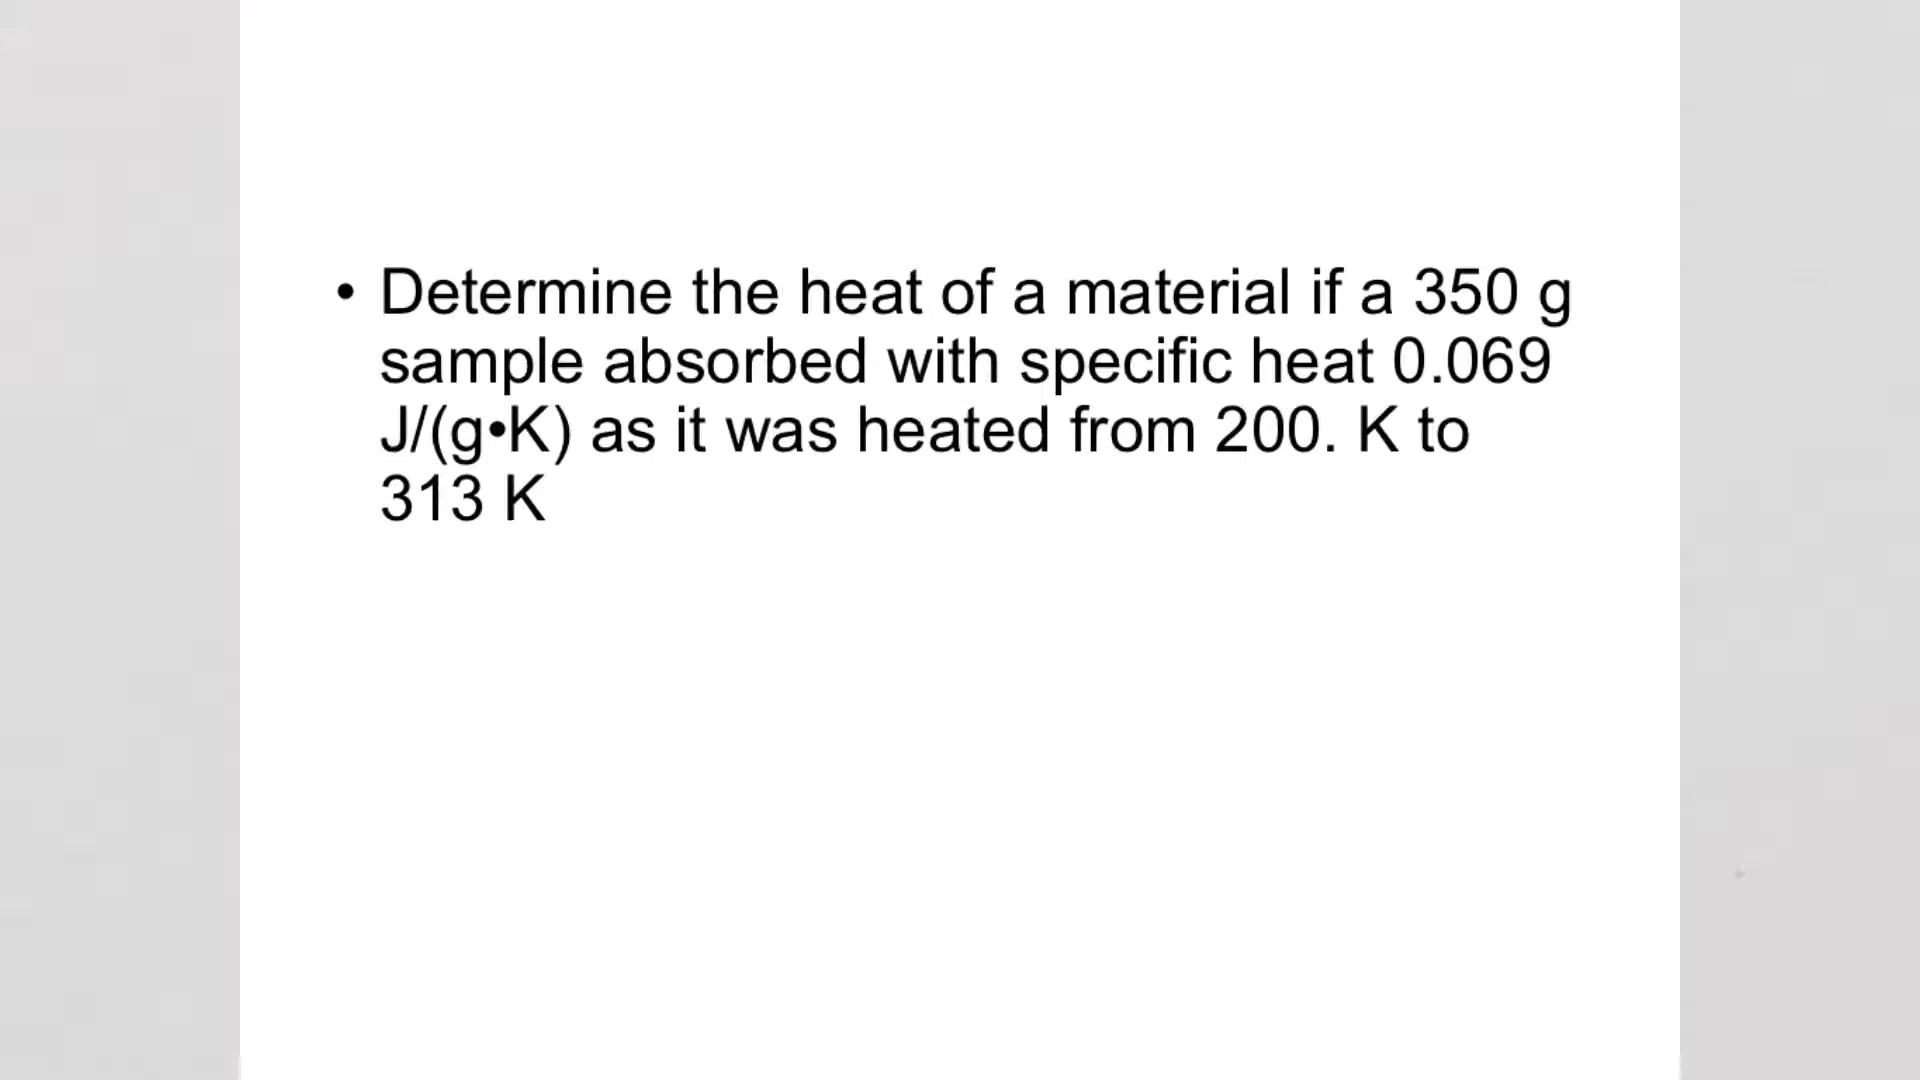 • Determine the heat of a material if a 350 g
sample absorbed with specific heat 0.069
J/(g•K) as it was heated from 200. K to
313 K